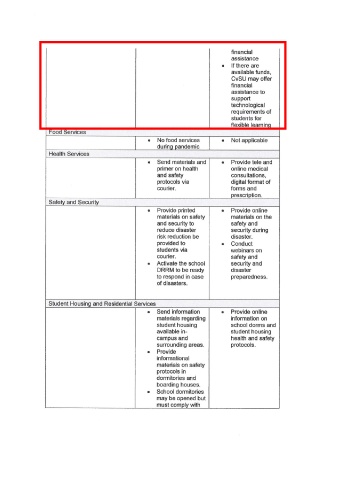 financial
assistance
• If there are
available funds,
CvSU may offer
financial
assistance to
support
technological
requirements of
students for
flexible learning
Food Services
• No food services
during pandemic
• Not applicable
Health Services
• Send materials and
primer on health
and safety
protocols via
courier.
• Provide tele and
online medical
consultations,
digital format of
forms and
prescription.
Safety and Security
• Provide printed
materials on safety
and security to
reduce disaster
risk reduction be
provided to
students via
courier.
• Activate the school
DRRM to be ready
to respond in case
of disasters.
• Provide online
materials on the
safety and
security during
disaster.
• Conduct
webinars on
safety and
security and
disaster
preparedness.
Student Housing and Residential Services
• Send information
materials regarding
student housing
available in-
campus and
surrounding areas.
• Provide
informational
materials on safety
protocols in
dormitories and
boarding houses.
• School dormitories
may be opened but
must comply with
• Provide online
information on
school dorms and
student housing
health and safety
protocols.